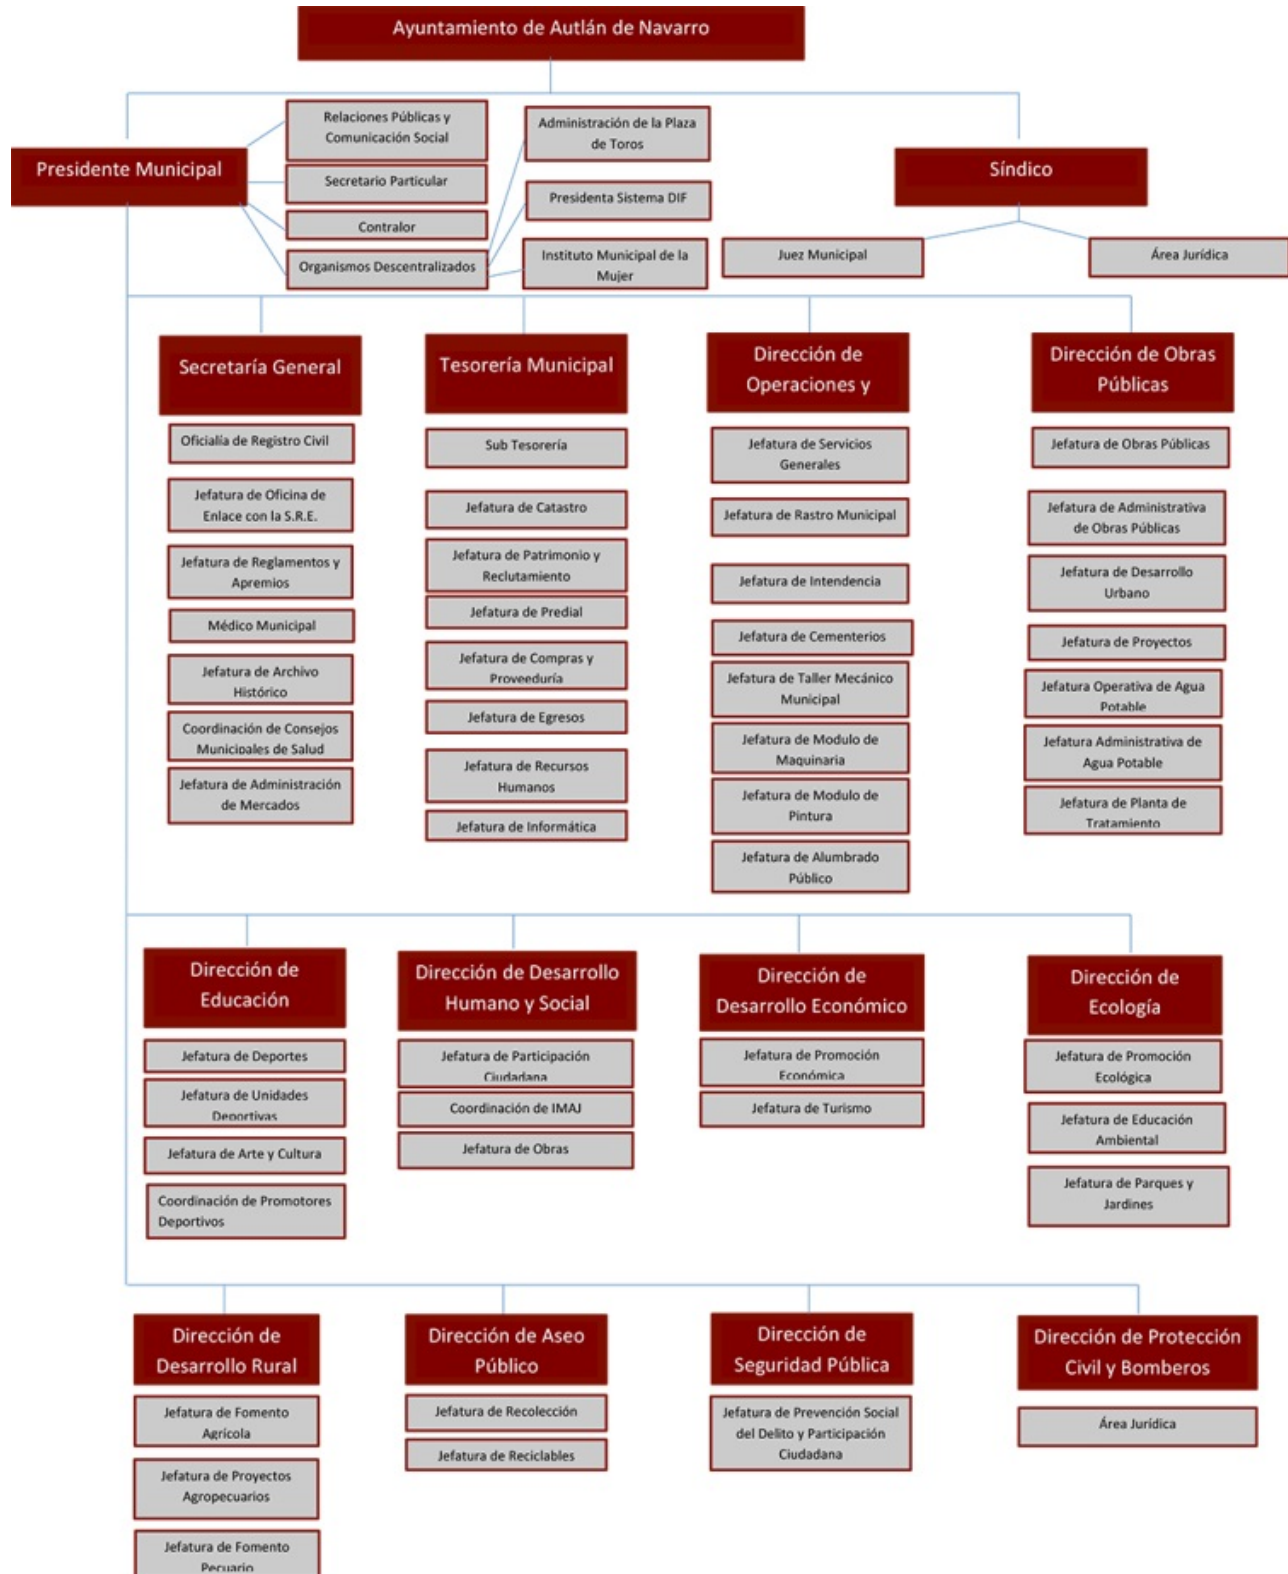 Ayuntamiento de Autlán de Navarro
Presidente Municipal
Relaciones Públicas y
Comunicación Social
Secretario Particular
Contralor
Organismos Descentralizados
Administración de la Plaza
de Toros
Presidenta Sistema DIF
Instituto Municipal de la
Mujer
Síndico
Juez Municipal
Área Jurídica
Secretaría General
Oficialía de Registro Civil
Jefatura de Oficina de
Enlace con la S.R.E.
Jefatura de Reglamentos y
Apremios
Médico Municipal
Jefatura de Archivo
Histórico
Coordinación de Consejos
Municipales de Salud
Jefatura de Administración
de Mercados
Tesorería Municipal
Sub Tesorería
Jefatura de Catastro
Jefatura de Patrimonio y
Reclutamiento
Jefatura de Predial
Jefatura de Compras y
Proveeduría
Jefatura de Egresos
Jefatura de Recursos
Humanos
Jefatura de Informática
Dirección de
Operaciones y
Jefatura de Servicios
Generales
Jefatura de Rastro Municipal
Jefatura de Intendencia
Jefatura de Cementerios
Jefatura de Taller Mecánico
Municipal
Jefatura de Modulo de
Maquinaria
Jefatura de Modulo de
Pintura
Jefatura de Alumbrado
Público
Dirección de Obras
Públicas
Jefatura de Obras Públicas
Jefatura de Administrativa
de Obras Públicas
Jefatura de Desarrollo
Urbano
Jefatura de Proyectos
Jefatura Operativa de Agua
Potable
Jefatura Administrativa de
Agua Potable
Jefatura de Planta de
Tratamiento
Dirección de
Educación
Jefatura de Deportes
Jefatura de Unidades
Deportivas
Jefatura de Arte y Cultura
Coordinación de Promotores
Deportivos
Dirección de Desarrollo
Humano y Social
Jefatura de Participación
Ciudadana
Coordinación de IMAJ
Jefatura de Obras
Dirección de
Desarrollo Económico
Jefatura de Promoción
Económica
Jefatura de Turismo
Dirección de
Ecología
Jefatura de Promoción
Ecológica
Jefatura de Educación
Ambiental
Jefatura de Parques y
Jardines
Dirección de
Desarrollo Rural
Jefatura de Fomento
Agrícola
Jefatura de Proyectos
Agropecuarios
Jefatura de Fomento
Pecuario
Dirección de Aseo
Público
Jefatura de Recolección
Jefatura de Reciclables
Dirección de
Seguridad Pública
Jefatura de Prevención Social
del Delito y Participación
Ciudadana
Dirección de Protección
Civil y Bomberos
Área Jurídica